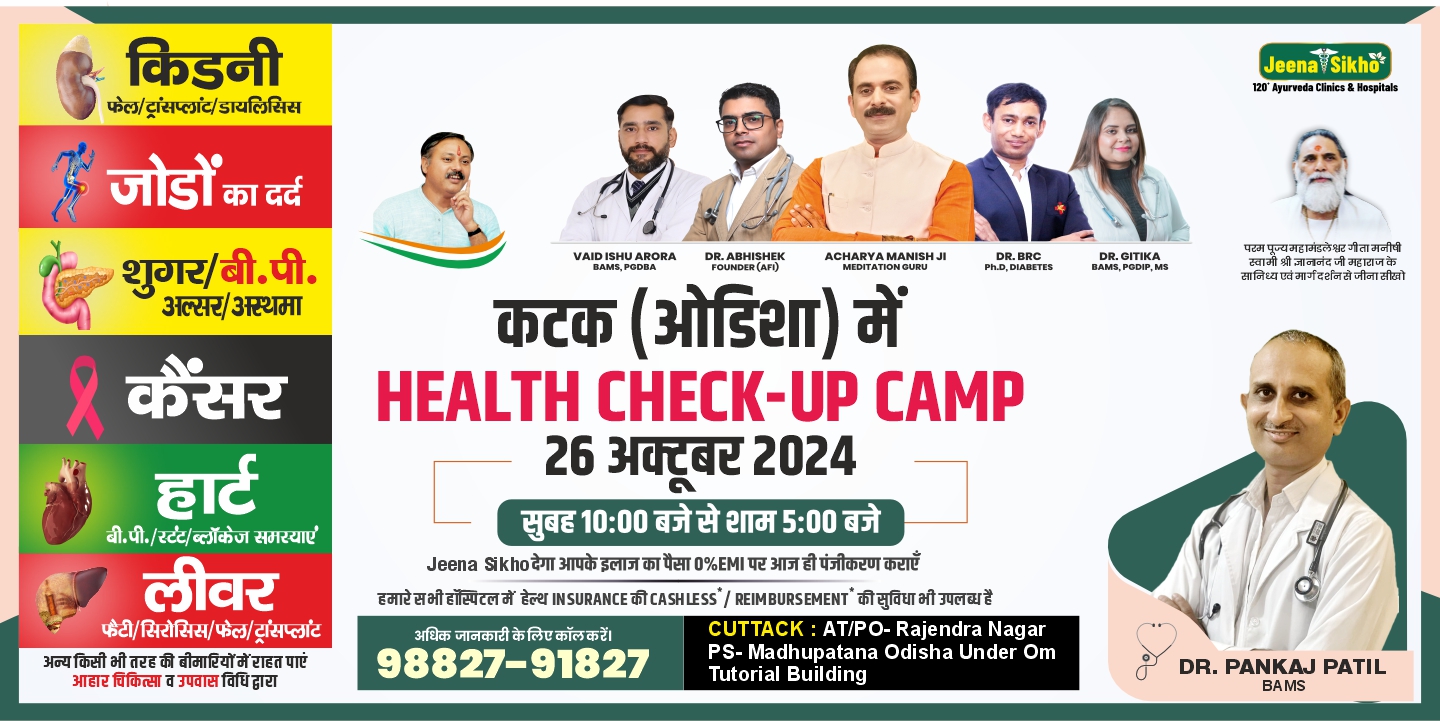 किडनी
फेल/ट्रांसप्लांट/डायलिसिस
जोडों का दर्द
शुगर/बी.पी.
अल्सर/अस्थमा
कैंसर
हार्ट
बी.पी./स्टंट/ब्लॉकेज समस्याएं
लीवर
फैटी/सिरोसिस/फेल/ट्रांसप्लांट
अन्य किसी भी तरह की बीमारियों में राहत पाएं
आहार चिकित्सा व उपवास विधि द्वारा
VAID ISHU ARORA
BAMS, PGDBA
DR. ABHISHEK
FOUNDER (AFI)
ACHARYA MANISH JI
MEDITATION GURU
DR. BRC
Ph.D, DIABETES
DR. GITIKA
BAMS, PGDIP, MS
Jeena Sikho
120+ Ayurveda Clinics & Hospitals
परम पूज्य महामंडलेश्वर गीता मनीषी
स्वामी श्री ज्ञानानंद जी महाराज के
सानिध्य एवं मार्ग दर्शन से जीना सीखो
कटक (ओडिशा) में
HEALTH CHECK-UP CAMP
26 अक्टूबर 2024
सुबह 10:00 बजे से शाम 5:00 बजे
Jeena Sikho देगा आपके इलाज का पैसा 0% EMI पर आज ही पंजीकरण कराएँ
हमारे सभी हॉस्पिटल में हेल्थ INSURANCE की CASHLESS* / REIMBURSEMENT* की सुविधा भी उपलब्ध है
अधिक जानकारी के लिए कॉल करें।
98827-91827
CUTTACK : AT/PO- Rajendra Nagar
PS- Madhupatana Odisha Under Om
Tutorial Building
DR. PANKAJ PATIL
BAMS